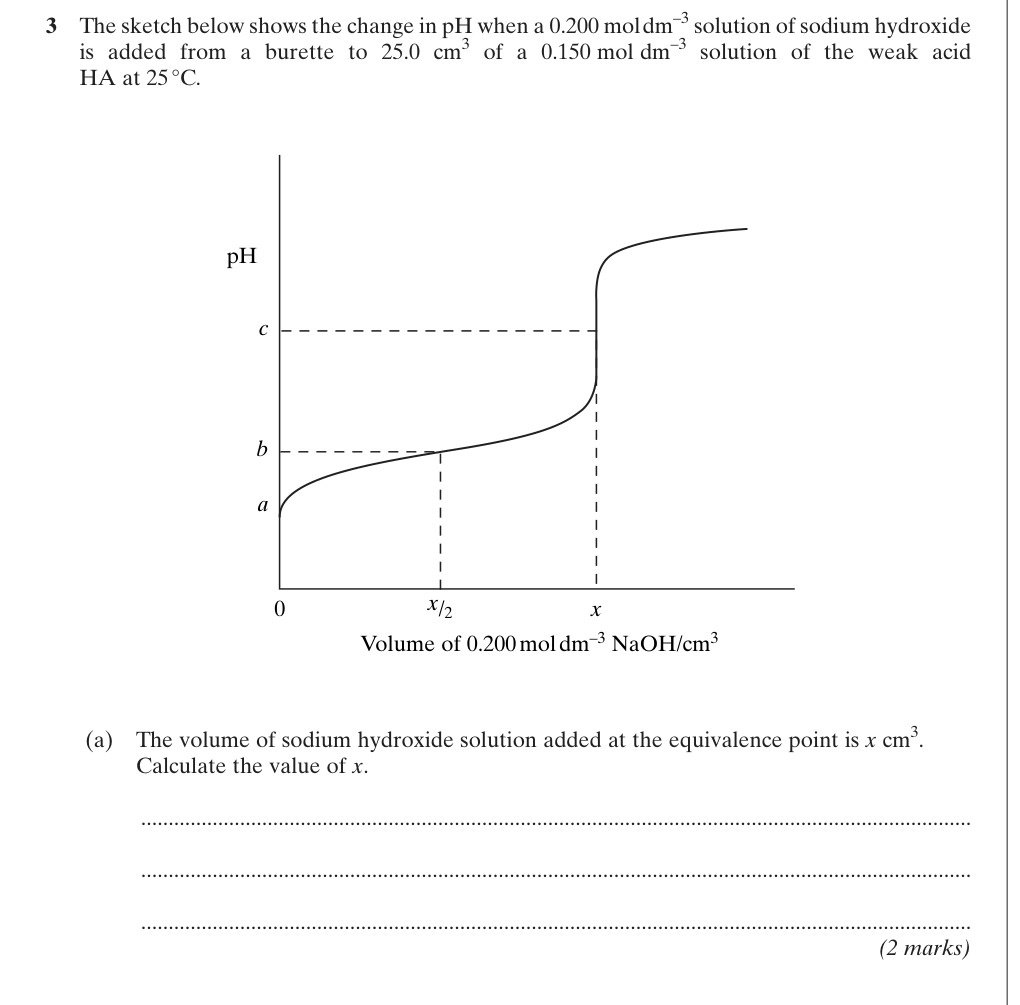 3 The sketch below shows the change in pH when a 0.200 mol dm⁻³ solution of sodium hydroxide
is added from a burette to 25.0 cm³ of a 0.150 mol dm⁻³ solution of the weak acid
HA at 25 °C.
pH
c
b
a
0
x/2
x
Volume of 0.200 mol dm⁻³ NaOH/cm³
(a) The volume of sodium hydroxide solution added at the equivalence point is x cm³.
Calculate the value of x.
(2 marks)